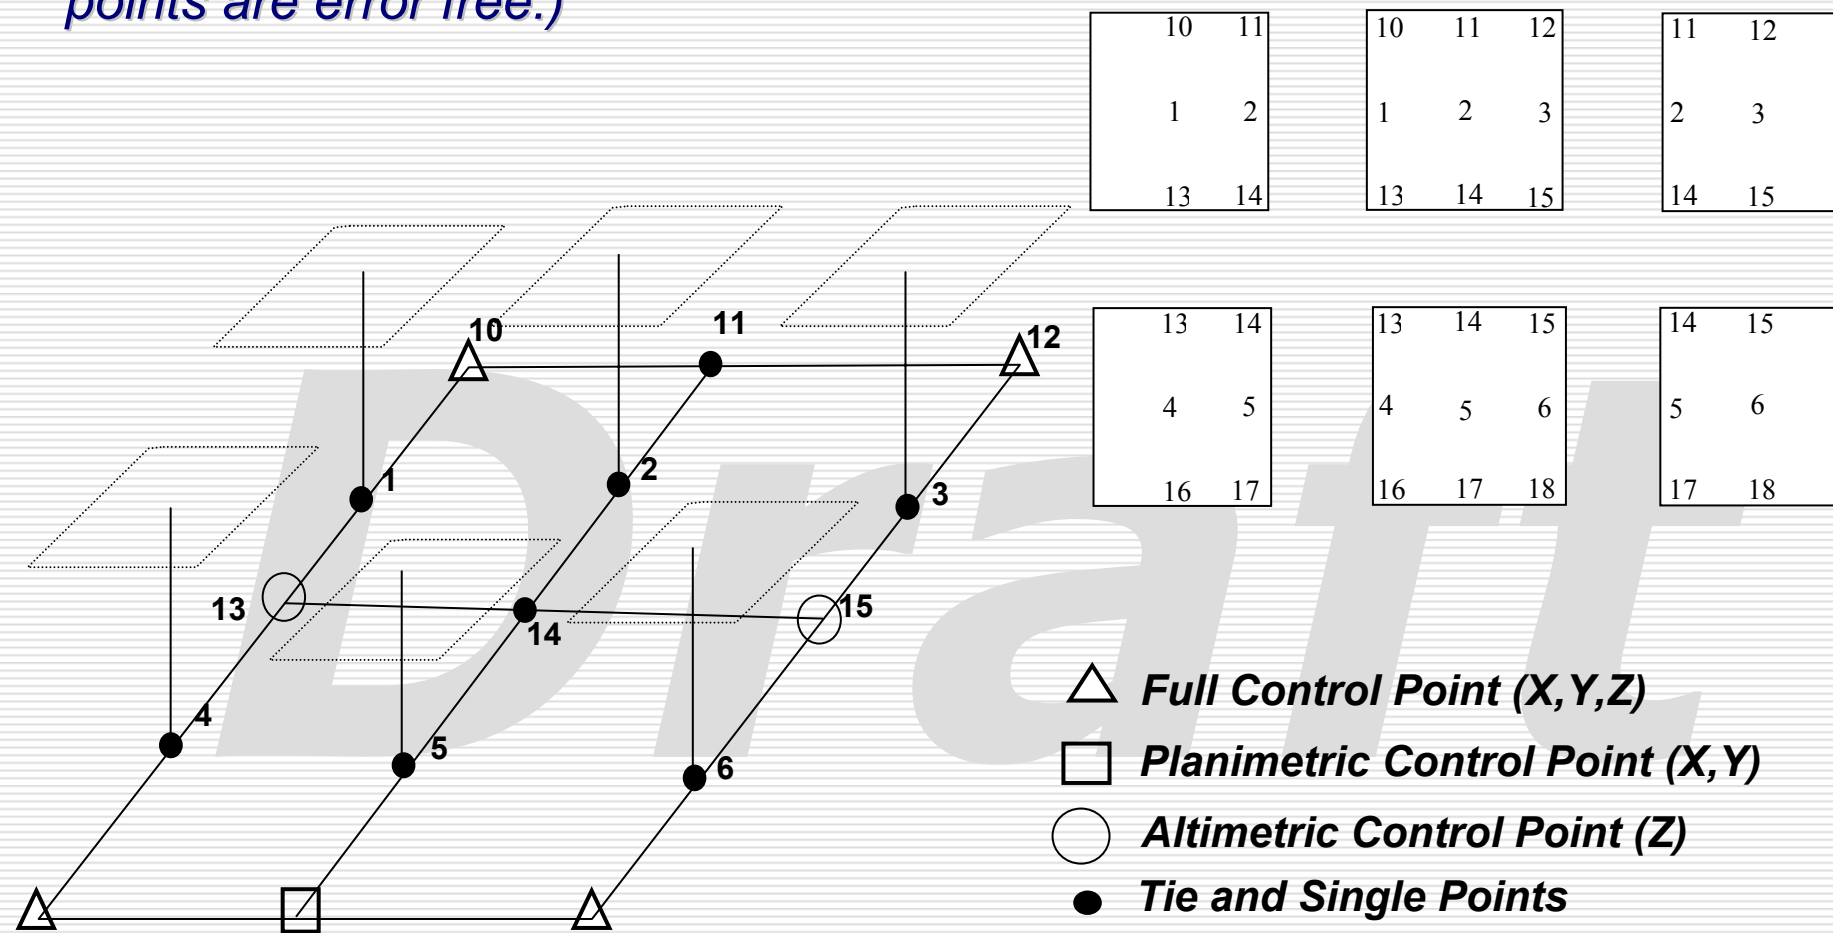 points are error free.)
10 11
1 2
13 14
10 11 12
1 2 3
13 14 15
11 12
2 3
14 15
13 14
4 5
16 17
13 14 15
4 5 6
16 17 18
14 15
5 6
17 18
10
11
12
1
2
3
13
14
15
4
5
6
Draft
Full Control Point (X,Y,Z)
Planimetric Control Point (X,Y)
Altimetric Control Point (Z)
Tie and Single Points